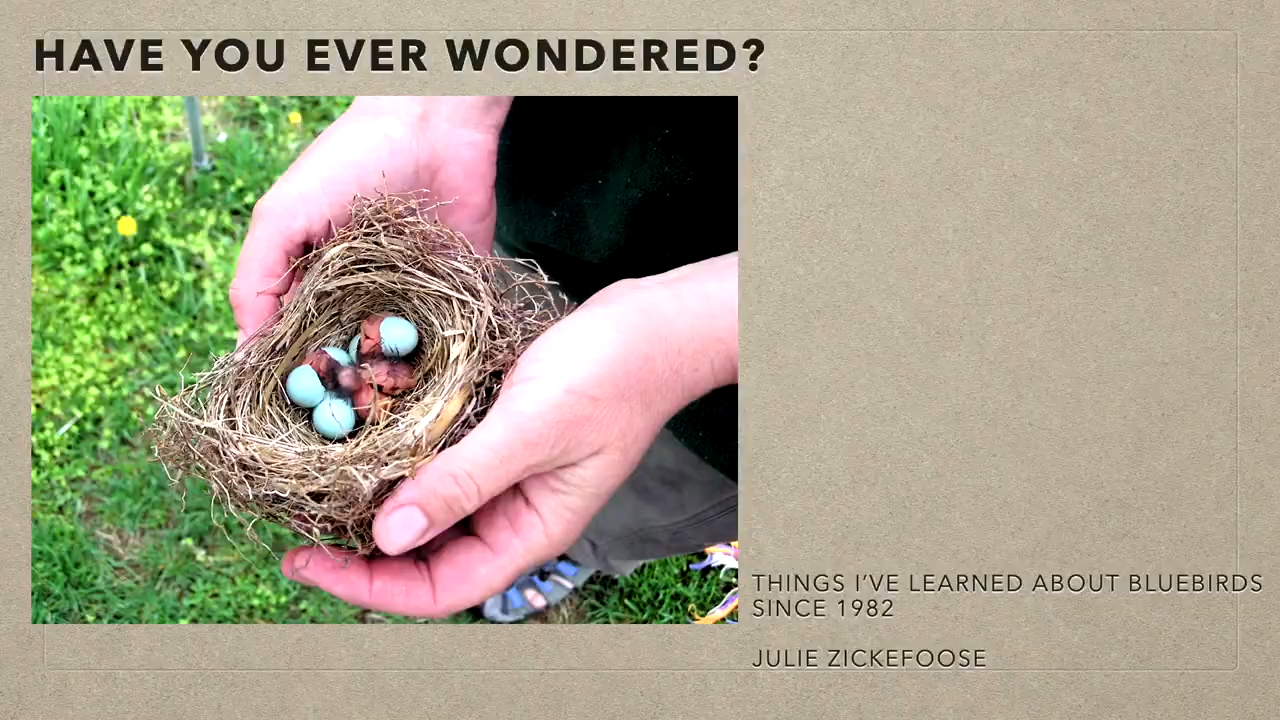 HAVE YOU EVER WONDERED?
THINGS I'VE LEARNED ABOUT BLUEBIRDS
SINCE 1982
JULIE ZICKEFOOSE